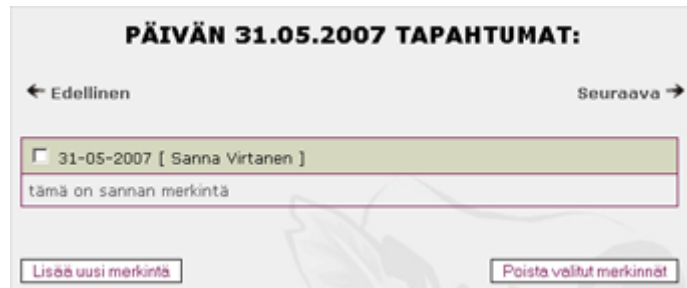 PÄIVÄN 31.05.2007 TAPAHTUMAT:
Edellinen Seuraava
31-05-2007 [ Sanna Virtanen ]
tämä on sannan merkintä
Lisää uusi merkintä Poista valitut merkinnät